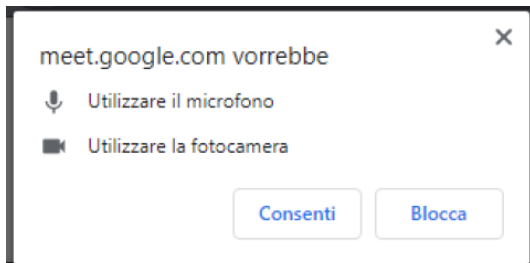 meet.google.com vorrebbe
Utilizzare il microfono
Utilizzare la fotocamera
Consenti Blocca